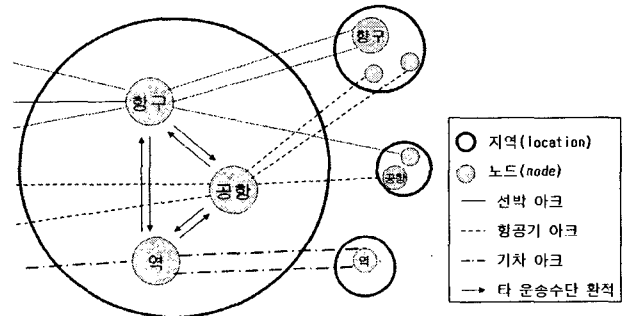 항구
항구
공항
공항
역
역
지역(location)
노드(node)
선박 아크
항공기 아크
기차 아크
타 운송수단 환적